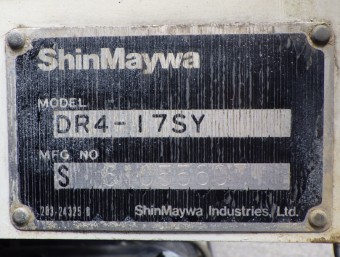 ShinMaywa
MODEL
DR4-17SY
MFG NO
S
ShinMaywa Industries, Ltd.